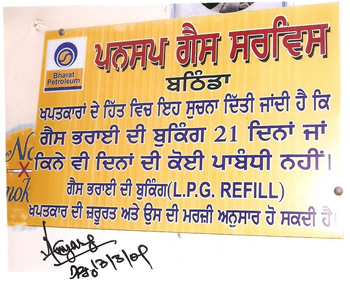 Bharat
Petroleum
ਪਨਸਪ ਗੈਸ ਸਰਵਿਸ
ਬਠਿੰਡਾ
ਖਪਤਕਾਰਾਂ ਦੇ ਹਿੱਤ ਵਿਚ ਇਹ ਸੂਚਨਾ ਦਿੱਤੀ ਜਾਂਦੀ ਹੈ ਕਿ
ਗੈਸ ਭਰਾਈ ਦੀ ਬੁਕਿੰਗ 21 ਦਿਨਾਂ ਜਾਂ
ਕਿਨੇ ਵੀ ਦਿਨਾਂ ਦੀ ਕੋਈ ਪਾਬੰਧੀ ਨਹੀਂ।
ਗੈਸ ਭਰਾਈ ਦੀ ਬੁਕਿੰਗ(L.P.G. REFILL)
ਖਪਤਕਾਰ ਦੀ ਜ਼ਰੂਰਤ ਅਤੇ ਉਸ ਦੀ ਮਰਜ਼ੀ ਅਨੁਸਾਰ ਹੋ ਸਕਦੀ ਹੈ।